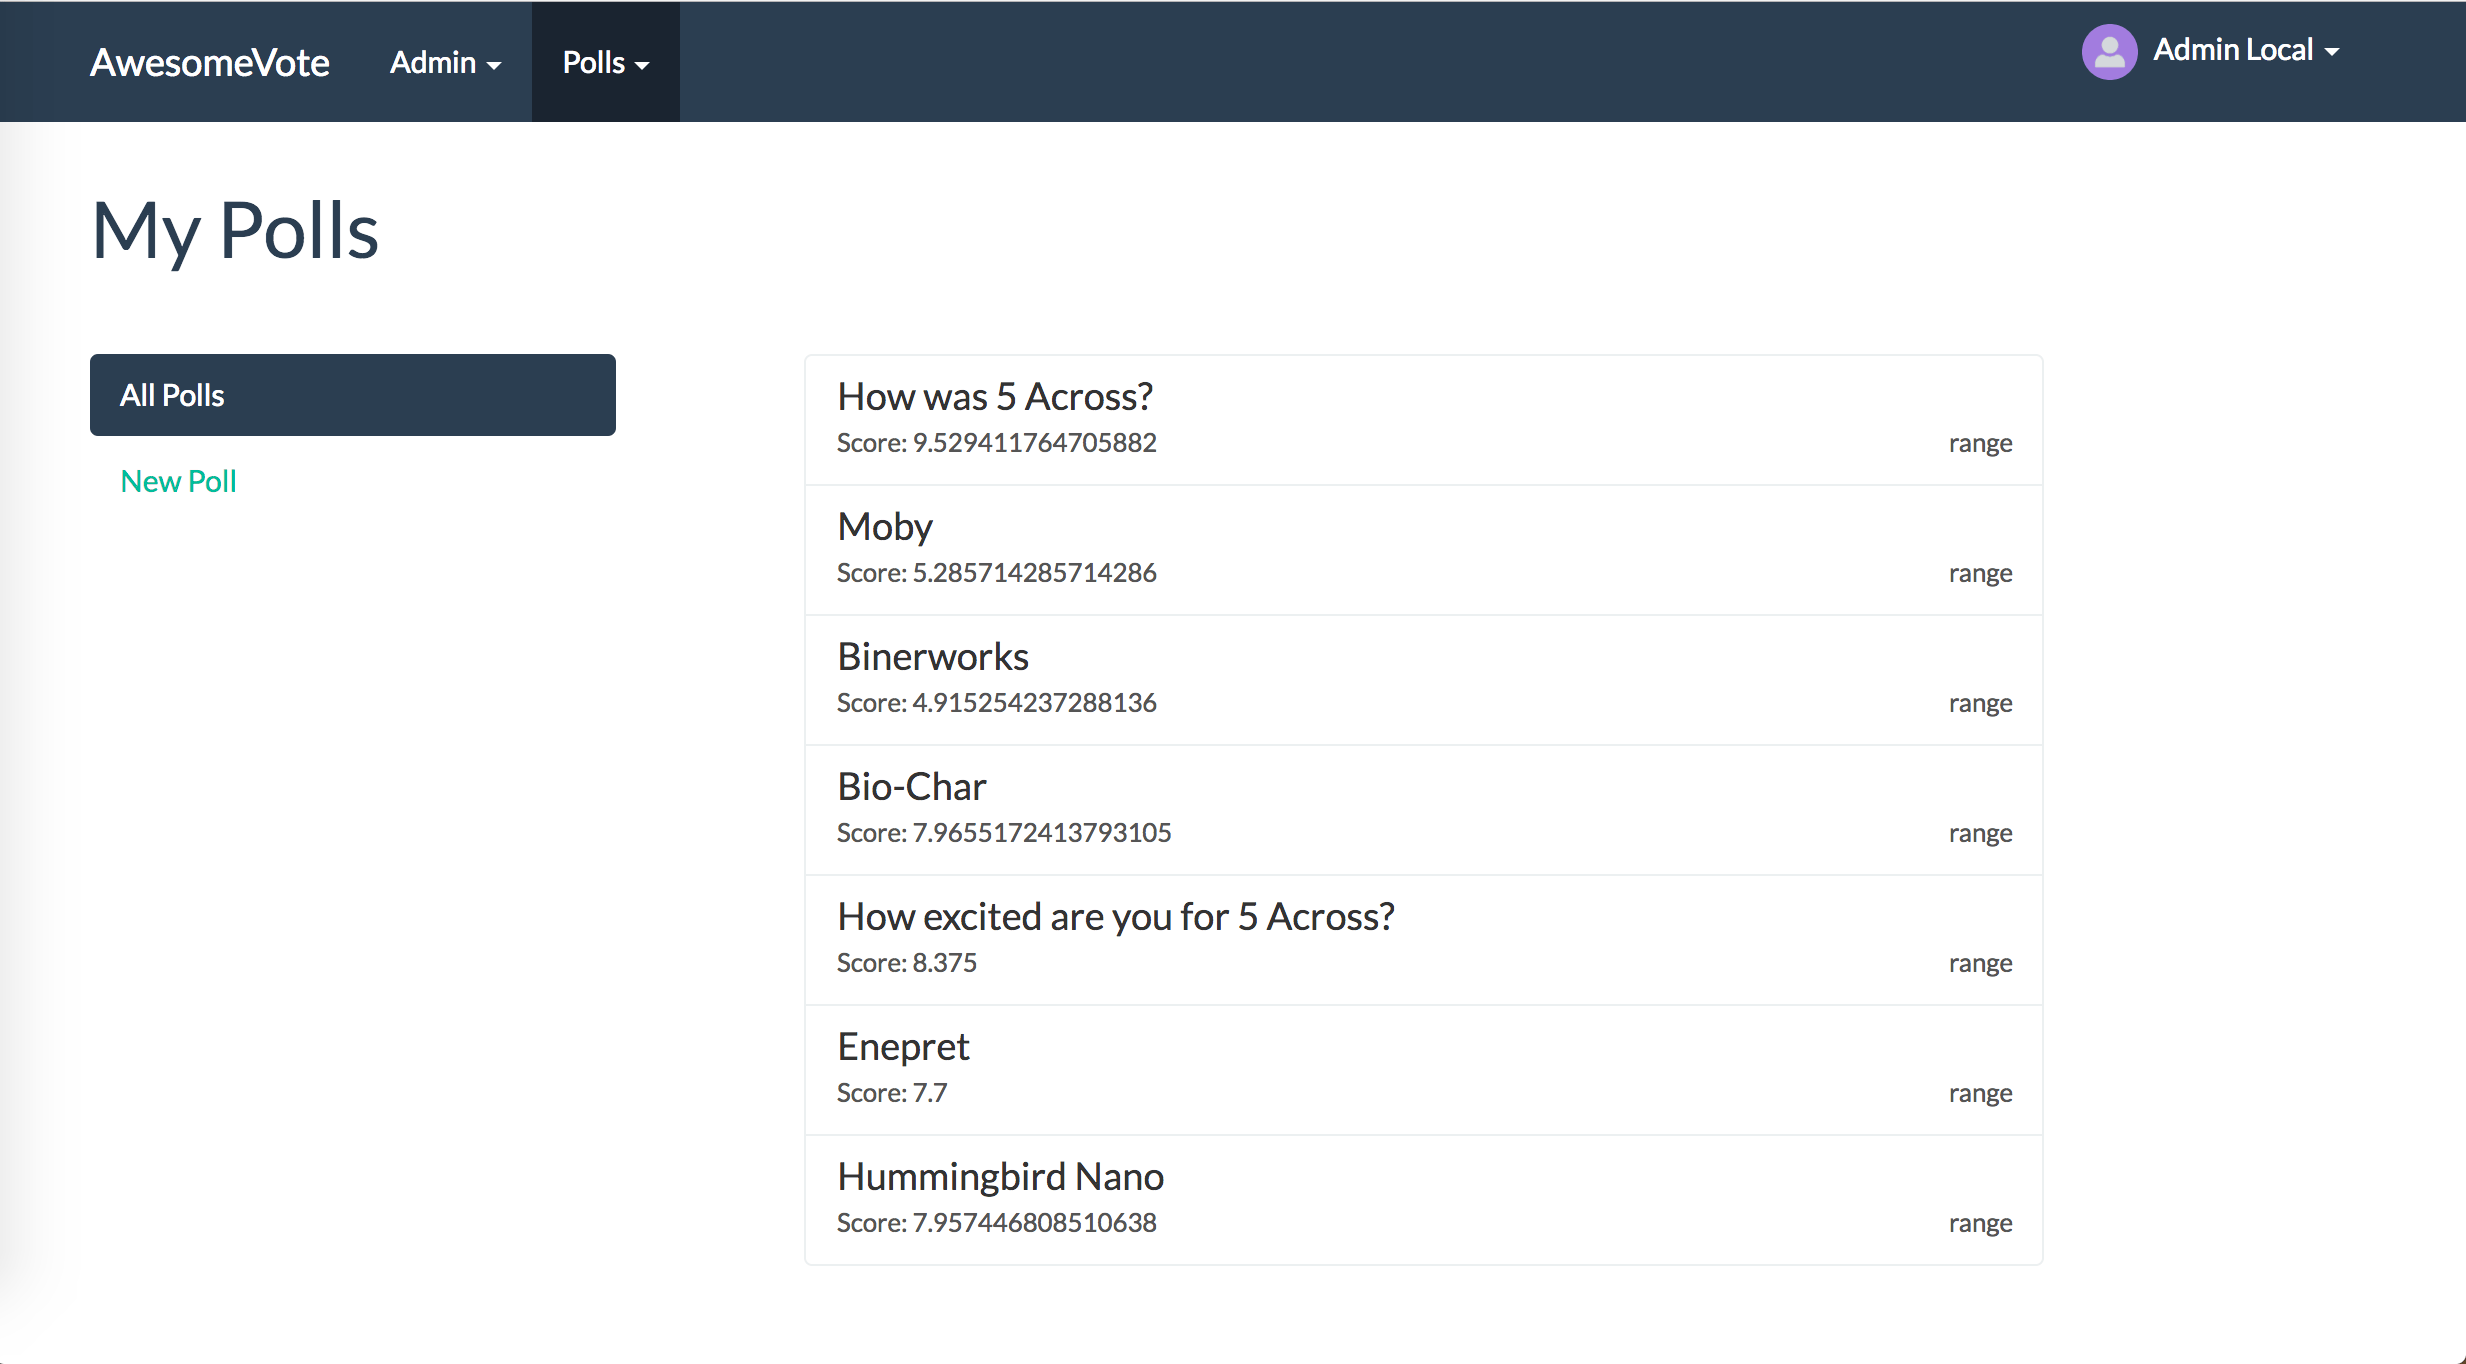 AwesomeVote Admin Polls Admin Local
My Polls
All Polls
New Poll
How was 5 Across?
Score: 9.529411764705882 range
Moby
Score: 5.285714285714286 range
Binerworks
Score: 4.915254237288136 range
Bio-Char
Score: 7.9655172413793105 range
How excited are you for 5 Across?
Score: 8.375 range
Enepret
Score: 7.7 range
Hummingbird Nano
Score: 7.957446808510638 range